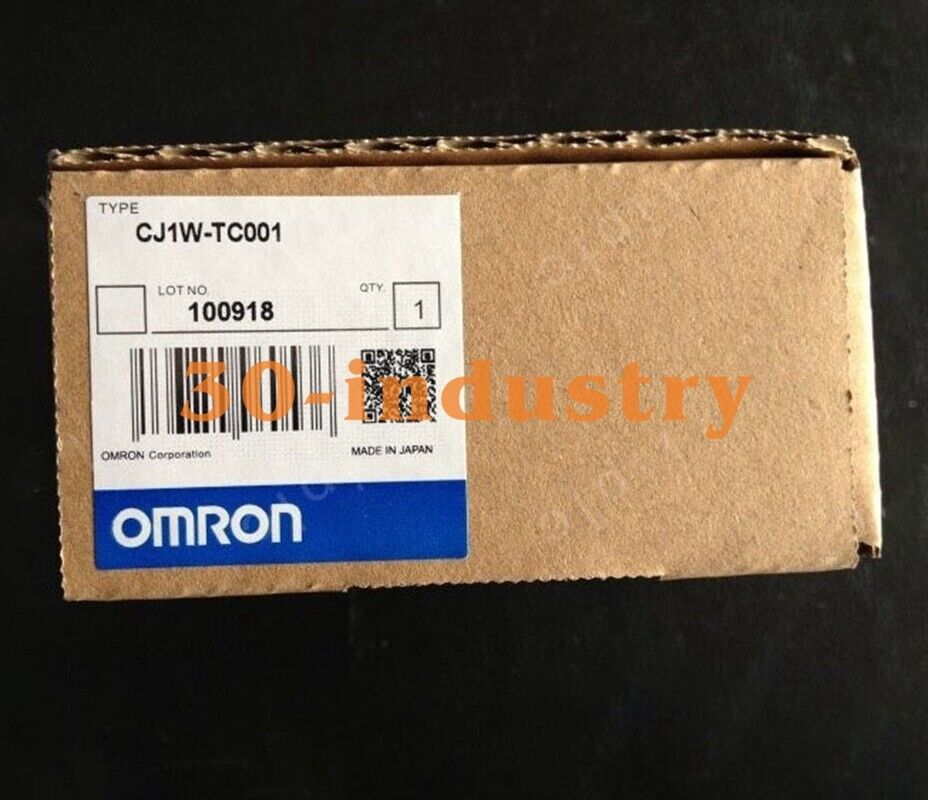 TYPE
CJ1W-TC001
LOT NO. QTY.
100918 1
30-industry
OMRON Corporation MADE IN JAPAN
OMRON